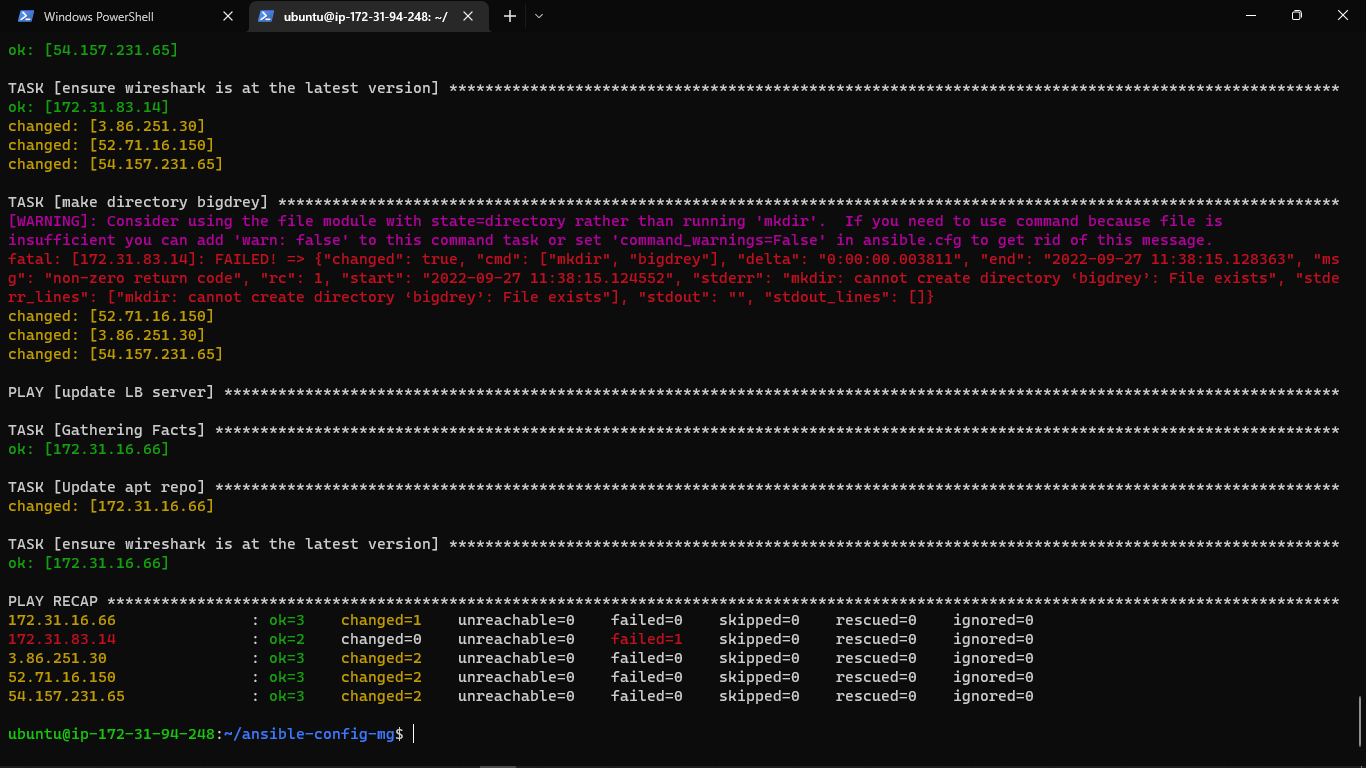 Windows PowerShell
ubuntu@ip-172-31-94-248: ~/
ok: [54.157.231.65]
TASK [ensure wireshark is at the latest version] ***************************************************************************************************
ok: [172.31.83.14]
changed: [3.86.251.30]
changed: [52.71.16.150]
changed: [54.157.231.65]
TASK [make directory bigdrey] **********************************************************************************************************************
[WARNING]: Consider using the file module with state=directory rather than running 'mkdir'.  If you need to use command because file is
insufficient you can add 'warn: false' to this command task or set 'command_warnings=False' in ansible.cfg to get rid of this message.
fatal: [172.31.83.14]: FAILED! => {"changed": true, "cmd": ["mkdir", "bigdrey"], "delta": "0:00:00.003811", "end": "2022-09-27 11:38:15.128363", "ms
g": "non-zero return code", "rc": 1, "start": "2022-09-27 11:38:15.124552", "stderr": "mkdir: cannot create directory ‘bigdrey’: File exists", "stde
rr_lines": ["mkdir: cannot create directory ‘bigdrey’: File exists"], "stdout": "", "stdout_lines": []}
changed: [52.71.16.150]
changed: [3.86.251.30]
changed: [54.157.231.65]
PLAY [update LB server] ****************************************************************************************************************************
TASK [Gathering Facts] *****************************************************************************************************************************
ok: [172.31.16.66]
TASK [Update apt repo] *****************************************************************************************************************************
changed: [172.31.16.66]
TASK [ensure wireshark is at the latest version] ***************************************************************************************************
ok: [172.31.16.66]
PLAY RECAP *****************************************************************************************************************************************
172.31.16.66               : ok=3    changed=1    unreachable=0    failed=0    skipped=0    rescued=0    ignored=0
172.31.83.14               : ok=2    changed=0    unreachable=0    failed=1    skipped=0    rescued=0    ignored=0
3.86.251.30                : ok=3    changed=2    unreachable=0    failed=0    skipped=0    rescued=0    ignored=0
52.71.16.150               : ok=3    changed=2    unreachable=0    failed=0    skipped=0    rescued=0    ignored=0
54.157.231.65              : ok=3    changed=2    unreachable=0    failed=0    skipped=0    rescued=0    ignored=0
ubuntu@ip-172-31-94-248:~/ansible-config-mg$